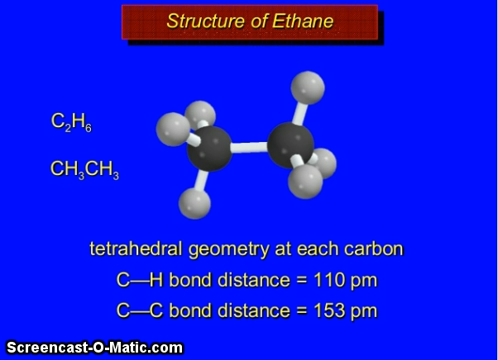 Structure of Ethane
C₂H₆
CH₃CH₃
tetrahedral geometry at each carbon
C—H bond distance = 110 pm
C—C bond distance = 153 pm
Screencast-O-Matic.com